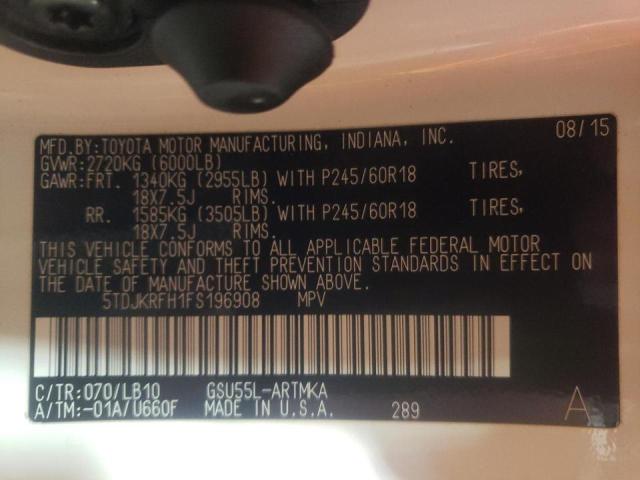 MFD.BY:TOYOTA MOTOR MANUFACTURING, INDIANA, INC. 08/15
GVWR:2720KG (6000LB)
GAWR:FRT. 1340KG (2955LB) WITH P245/60R18 TIRES,
18X7.5J RIMS.
RR. 1585KG (3505LB) WITH P245/60R18 TIRES,
18X7.5J RIMS.
THIS VEHICLE CONFORMS TO ALL APPLICABLE FEDERAL MOTOR
VEHICLE SAFETY AND THEFT PREVENTION STANDARDS IN EFFECT ON
THE DATE OF MANUFACTURE SHOWN ABOVE.
5TDJKRFH1FS196908 MPV
C/TR:070/LB10 GSU55L-ARTMKA
A/TM:-01A/U660F MADE IN U.S.A. 289 A